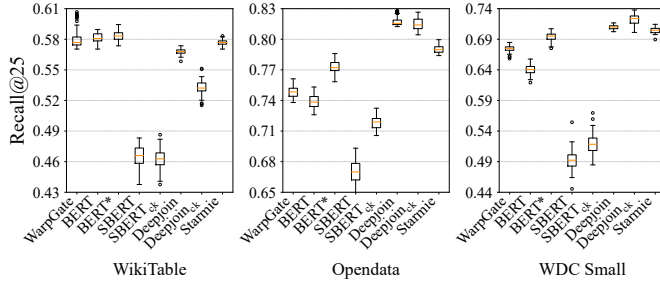 Recall@25
0.61
0.58
0.55
0.52
0.49
0.46
0.43
WarpGate
BERT
BERT*
SBERT
SBERT_ck
Deepjoin
Deepjoin_ck
Starmie
WikiTable
0.83
0.80
0.77
0.74
0.71
0.68
0.65
WarpGate
BERT
BERT*
SBERT
SBERT_ck
Deepjoin
Deepjoin_ck
Starmie
Opendata
0.74
0.69
0.64
0.59
0.54
0.49
0.44
WarpGate
BERT
BERT*
SBERT
SBERT_ck
Deepjoin
Deepjoin_ck
Starmie
WDC Small